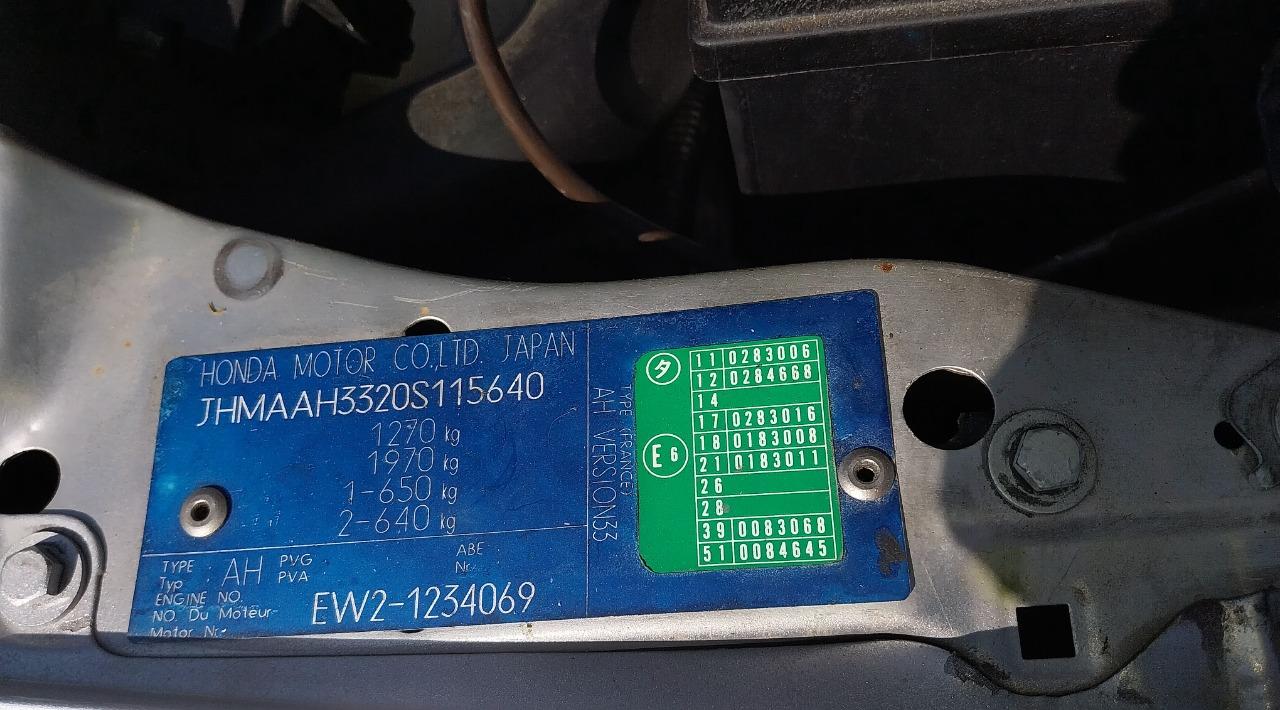 HONDA MOTOR CO.,LTD. JAPAN
JHMAAH3320S115640
1270 kg
1970 kg
1-650 kg
2-640 kg
TYPE
Typ : AH
PVG
PVA
ABE
Nr.
ENGINE NO.
NO. Du Moteur
Motor Nr.
EW2-1234069
TYPE (FRANCE)
AH VERSION33
タ
E 6
11 0283006
12 0284668
14
17 0283016
18 0183008
21 0183011
26
28
39 0083068
51 0084645